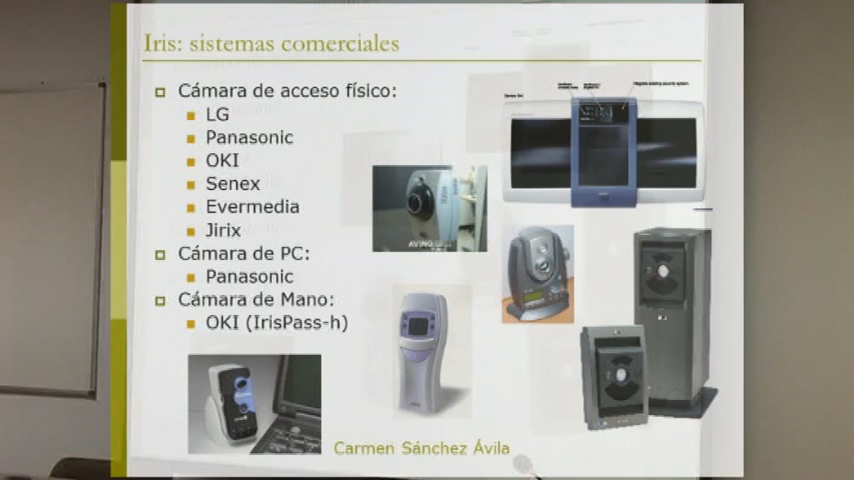 Iris: sistemas comerciales
Cámara de acceso físico:
LG
Panasonic
OKI
Senex
Evermedia
Jirix
Cámara de PC:
Panasonic
Cámara de Mano:
OKI (IrisPass-h)
Carmen Sánchez Ávila